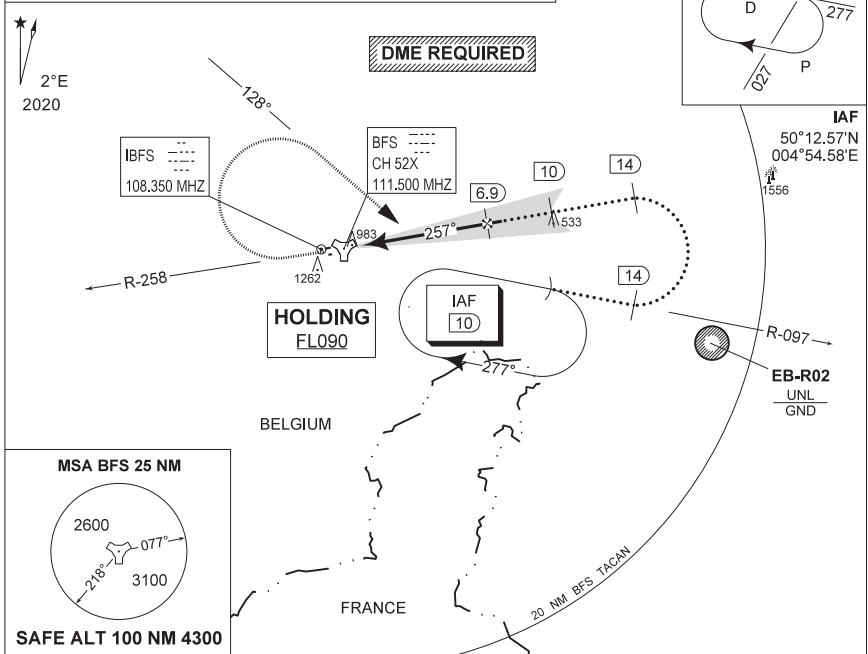 D
277
P
027
2°E
2020
DME REQUIRED
IAF
50°12.57'N
004°54.58'E
1556
128°
IBFS
108.350 MHZ
BFS
CH 52X
111.500 MHZ
6.9
10
14
533
983
257°
1262
R-258
14
HOLDING
FL090
IAF
10
277°
R-097
EB-R02
UNL
GND
BELGIUM
MSA BFS 25 NM
2600
077°
218°
3100
SAFE ALT 100 NM 4300
FRANCE
20 NM BFS TACAN